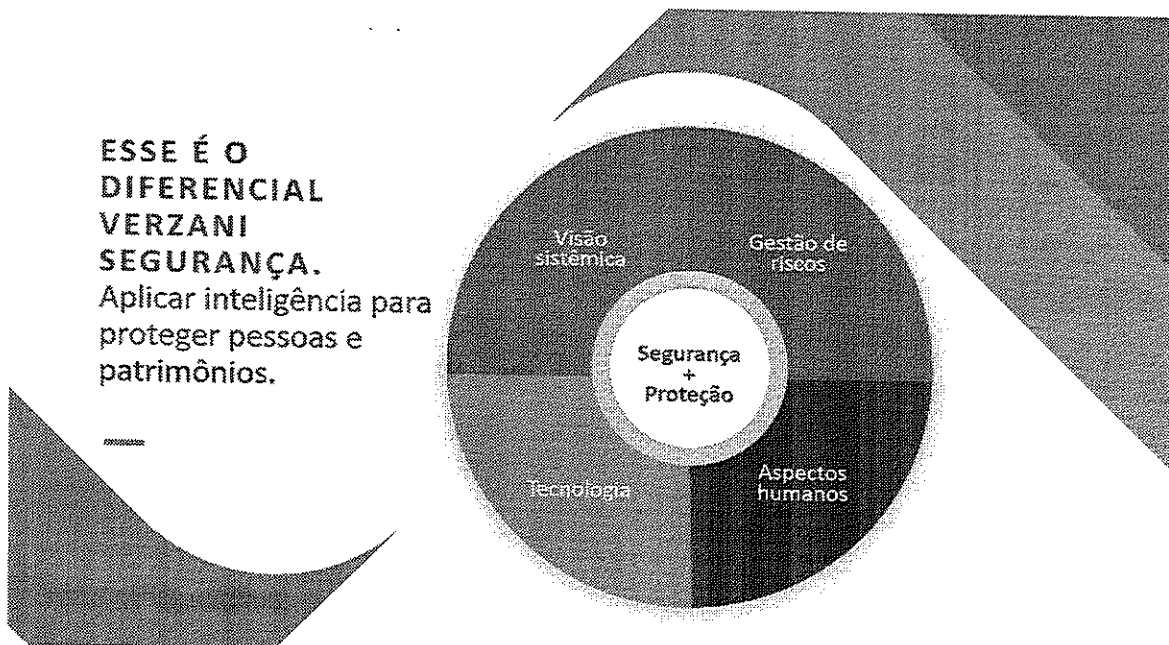 ESSE É O
DIFERENCIAL
VERZANI
SEGURANÇA.
Aplicar inteligência para
proteger pessoas e
patrimônios.
Visão
sistêmica
Gestão de
riscos
Segurança
+
Proteção
Tecnologia
Aspectos
humanos